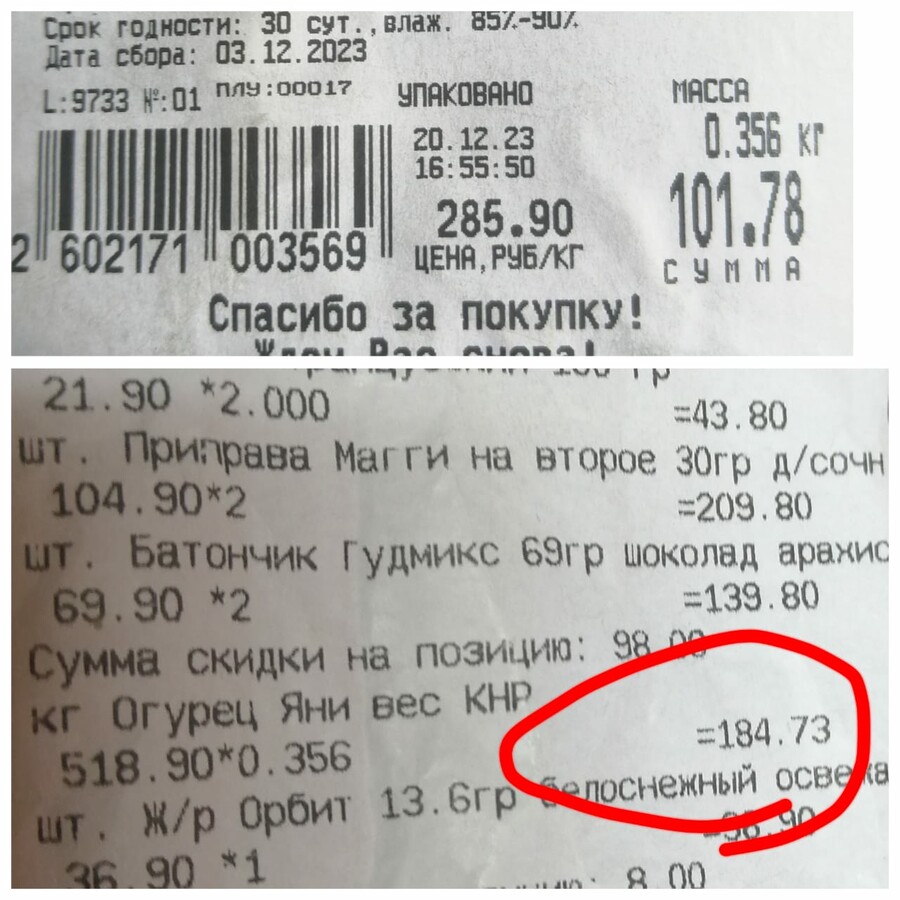 Срок годности: 30 сут.,влаж. 85%-90%
Дата сбора: 03.12.2023
L:9733 №:01 ПЛУ:00017
УПАКОВАНО
МАССА
20.12.23
16:55:50
0.356 кг
285.90
101.78
ЦЕНА,РУБ/КГ
СУММА
2 602171 003569
Спасибо за покупку!
Ждем Вас снова!
21.90 *2.000 =43.80
шт. Приправа Магги на второе 30гр д/сочн
104.90*2 =209.80
шт. Батончик Гудмикс 69гр шоколад арахис
69.90 *2 =139.80
Сумма скидки на позицию: 98.00
кг Огурец Яни вес КНР
518.90*0.356 =184.73
шт. Ж/р Орбит 13.6гр белоснежный
36.90 *1
8.00